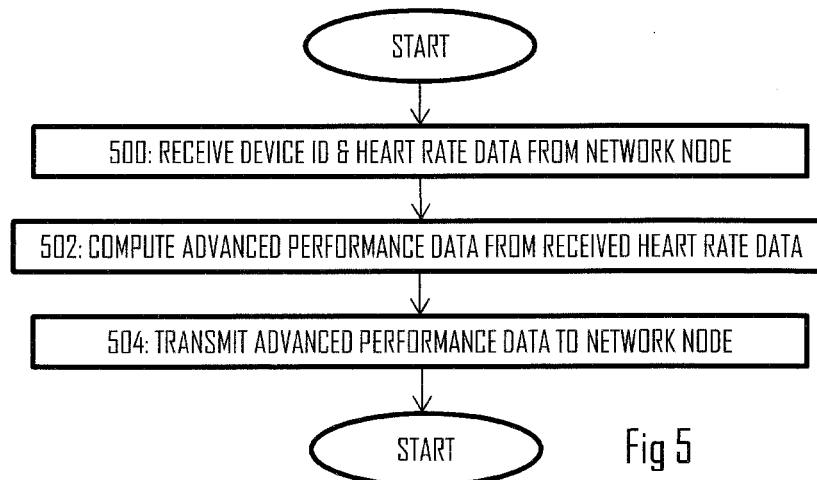 START
500: RECEIVE DEVICE ID & HEART RATE DATA FROM NETWORK NODE
502: COMPUTE ADVANCED PERFORMANCE DATA FROM RECEIVED HEART RATE DATA
504: TRANSMIT ADVANCED PERFORMANCE DATA TO NETWORK NODE
START
Fig 5